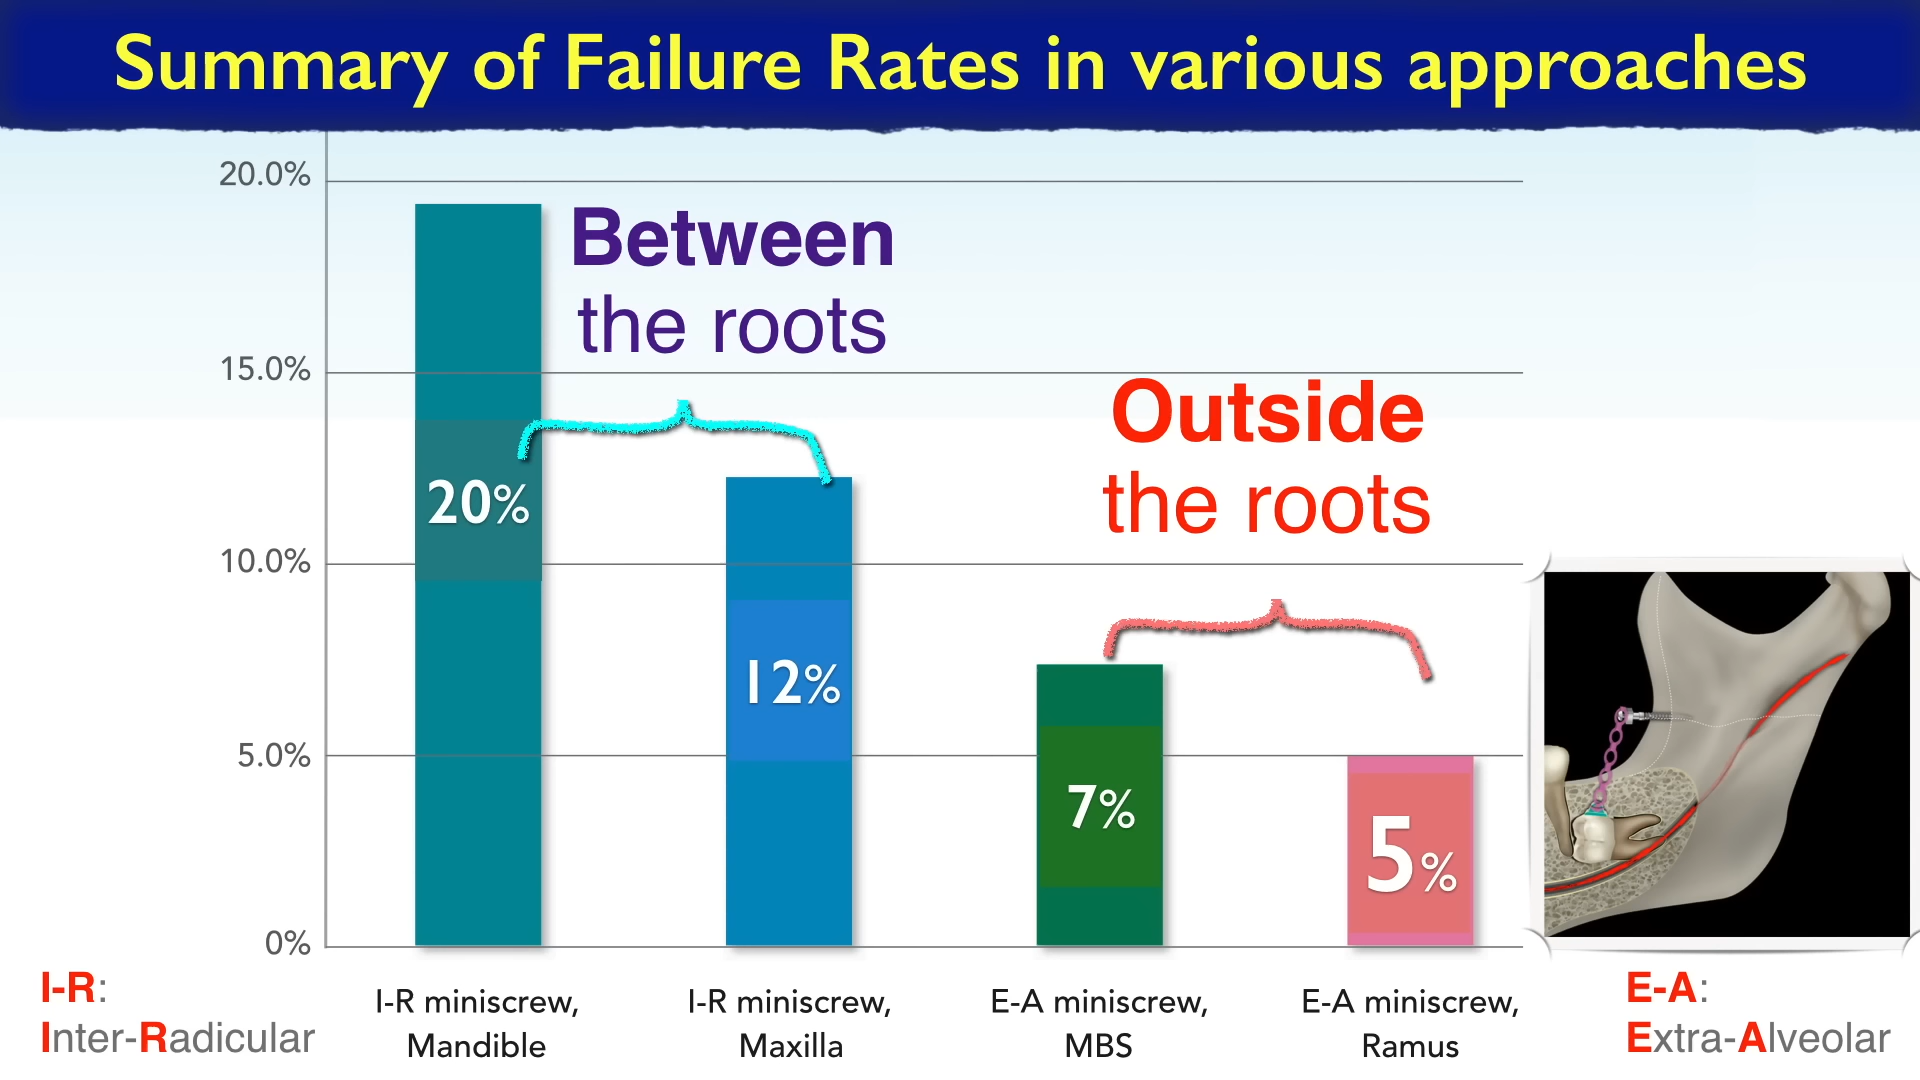 Summary of Failure Rates in various approaches
20.0%
15.0%
10.0%
5.0%
0%
Between
the roots
Outside
the roots
20%
12%
7%
5%
I-R miniscrew,
Mandible
I-R miniscrew,
Maxilla
E-A miniscrew,
MBS
E-A miniscrew,
Ramus
I-R:
Inter-Radicular
E-A:
Extra-Alveolar